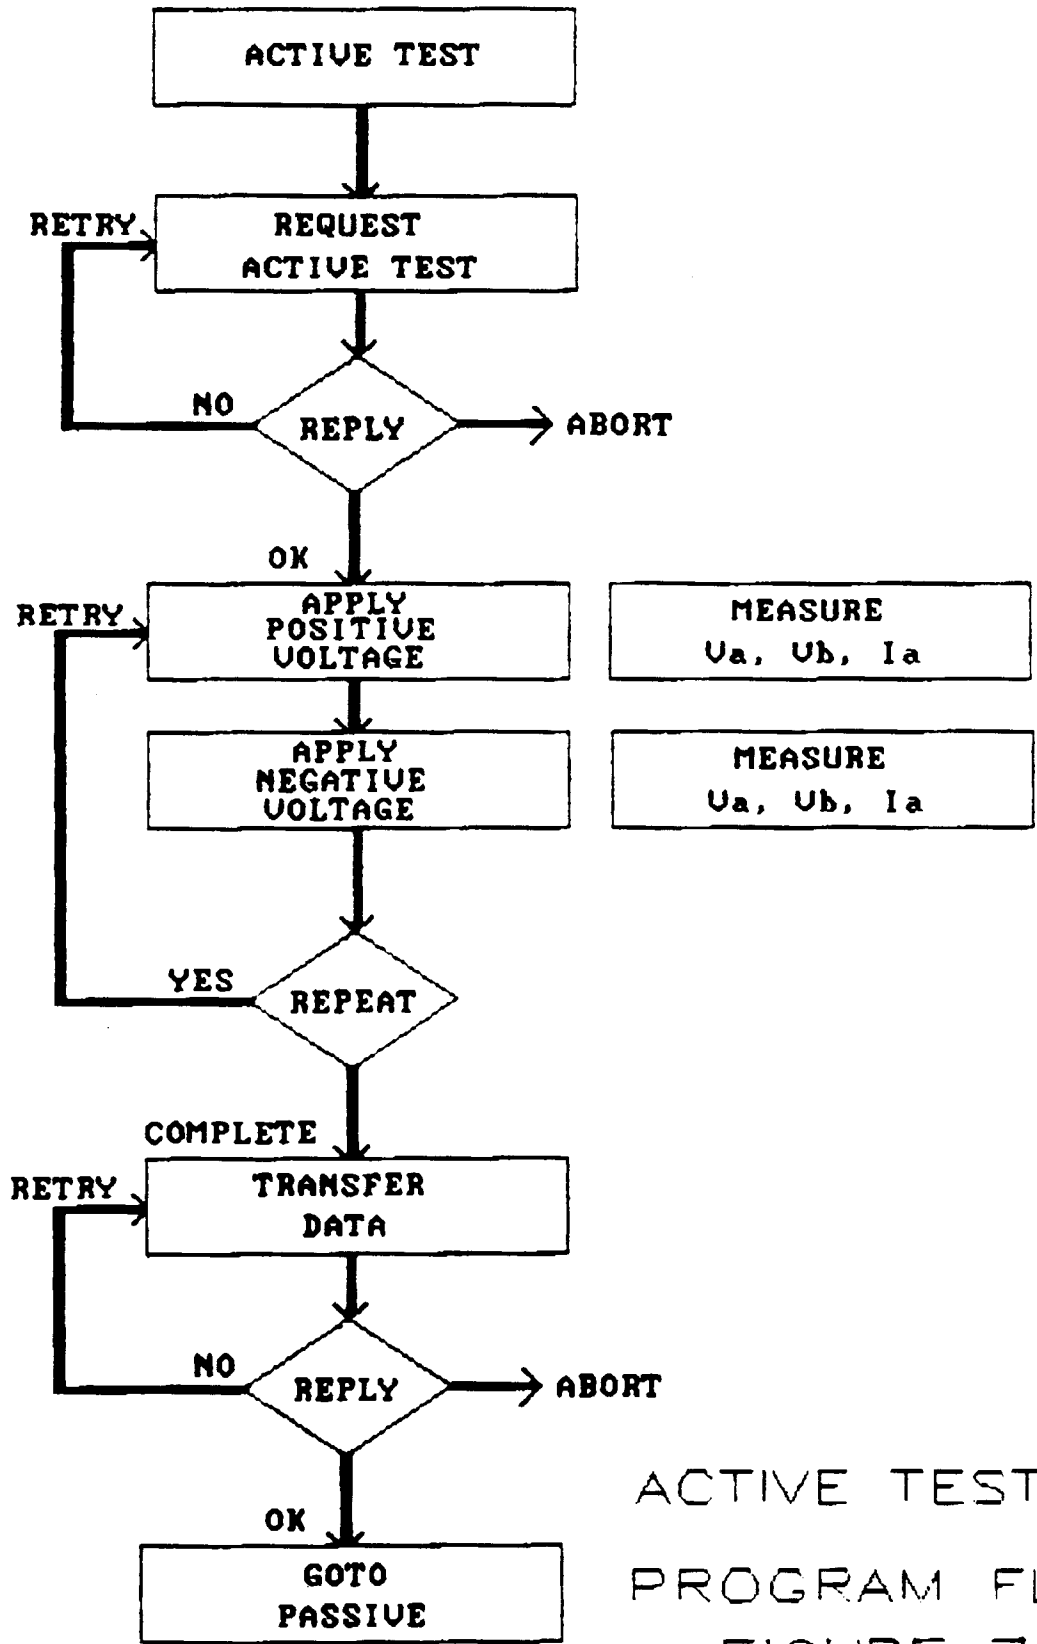 ACTIVE TEST
RETRY
REQUEST
ACTIVE TEST
NO
REPLY
ABORT
OK
RETRY
APPLY
POSITIVE
VOLTAGE
MEASURE
Va, Vb, Ia
APPLY
NEGATIVE
VOLTAGE
MEASURE
Va, Vb, Ia
YES
REPEAT
COMPLETE
RETRY
TRANSFER
DATA
NO
REPLY
ABORT
OK
GOTO
PASSIVE
ACTIVE TEST
PROGRAM